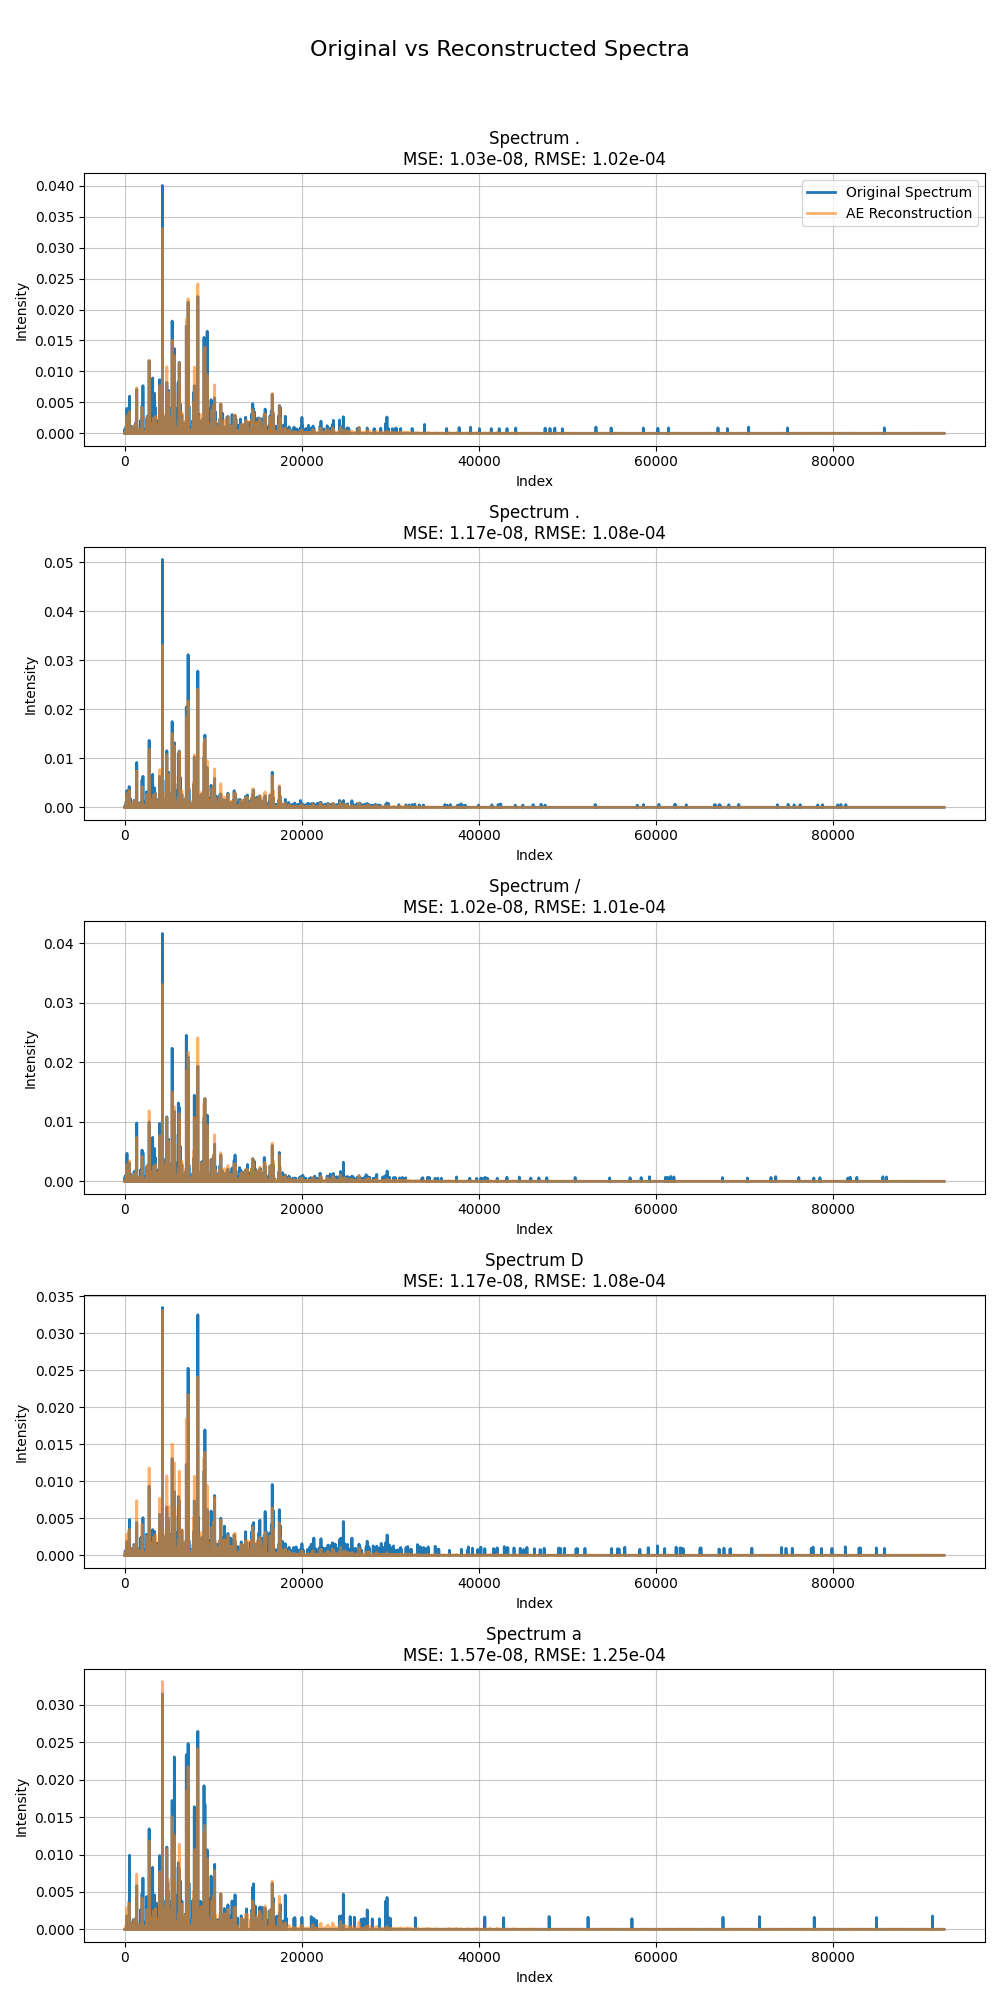 Original vs Reconstructed Spectra
Spectrum .
MSE: 1.03e-08, RMSE: 1.02e-04
Original Spectrum
AE Reconstruction
0.040
0.035
0.030
0.025
0.020
0.015
0.010
0.005
0.000
Intensity
0 20000 40000 60000 80000
Index
Spectrum .
MSE: 1.17e-08, RMSE: 1.08e-04
0.05
0.04
0.03
0.02
0.01
0.00
Intensity
0 20000 40000 60000 80000
Index
Spectrum /
MSE: 1.02e-08, RMSE: 1.01e-04
0.04
0.03
0.02
0.01
0.00
Intensity
0 20000 40000 60000 80000
Index
Spectrum D
MSE: 1.17e-08, RMSE: 1.08e-04
0.035
0.030
0.025
0.020
0.015
0.010
0.005
0.000
Intensity
0 20000 40000 60000 80000
Index
Spectrum a
MSE: 1.57e-08, RMSE: 1.25e-04
0.030
0.025
0.020
0.015
0.010
0.005
0.000
Intensity
0 20000 40000 60000 80000
Index